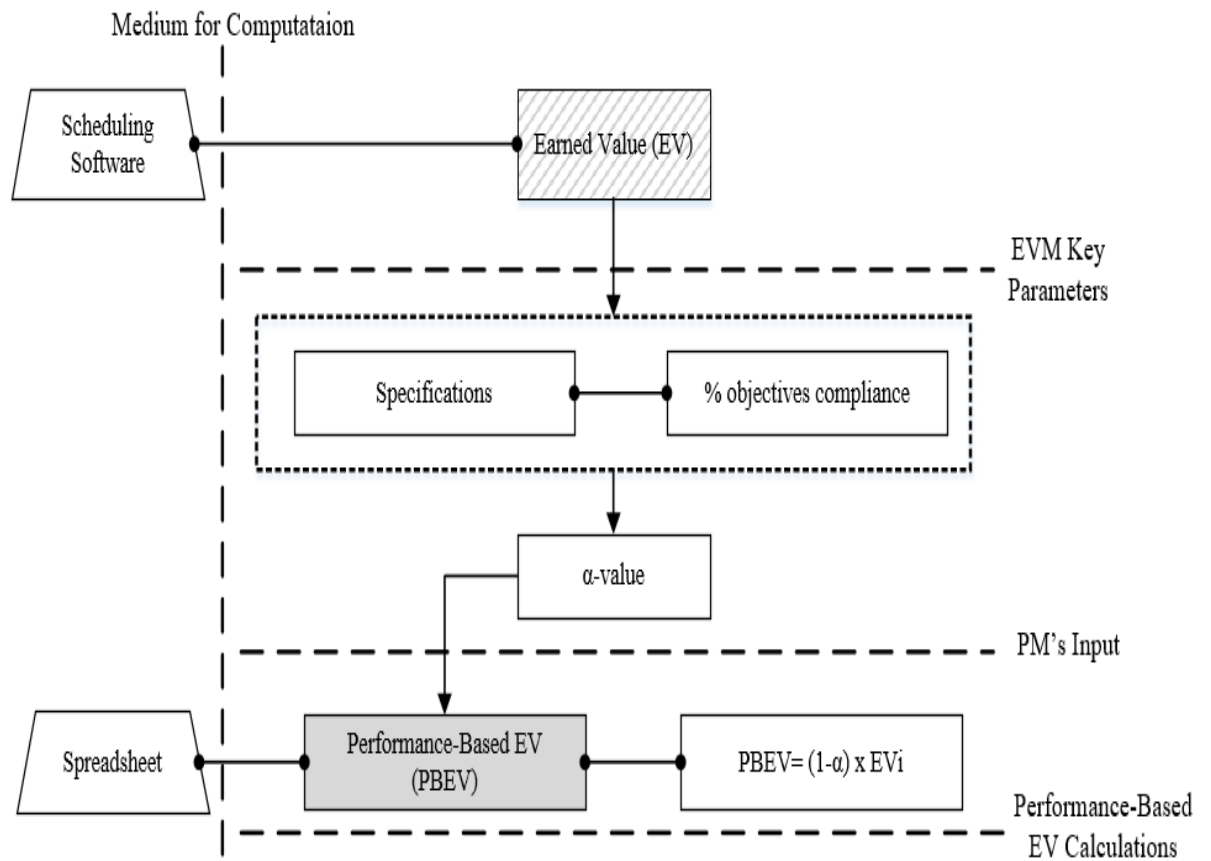 Medium for Computataion
Scheduling
Software
Earned Value (EV)
EVM Key
Parameters
Specifications
% objectives compliance
α-value
PM’s Input
Spreadsheet
Performance-Based EV
(PBEV)
PBEV= (1-α) x EVi
Performance-Based
EV Calculations